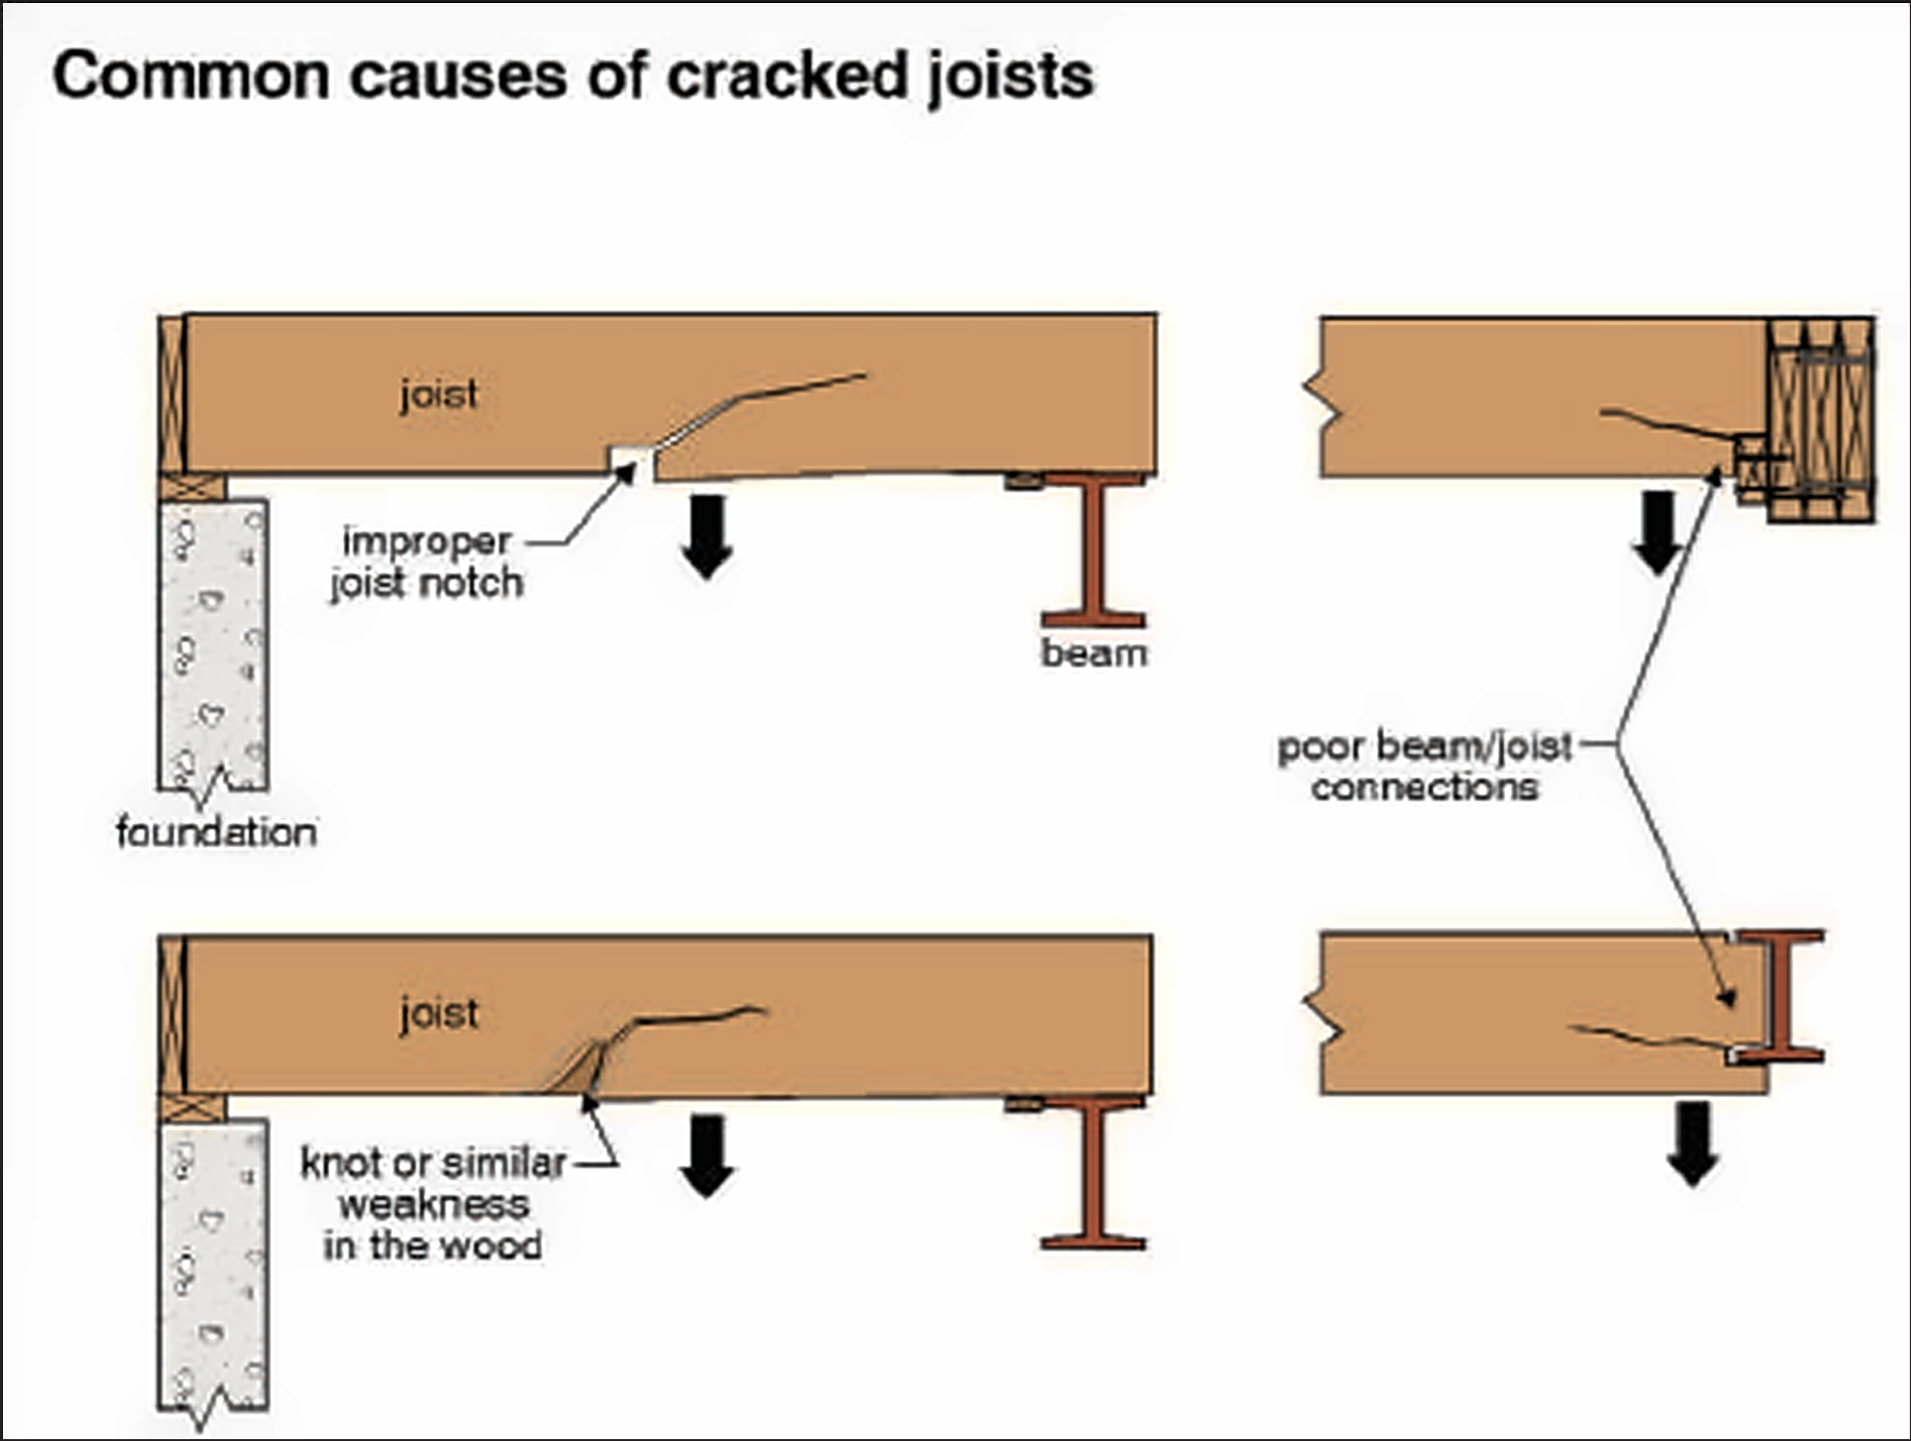 Common causes of cracked joists
joist
improper
joist notch
beam
foundation
poor beam/joist
connections
joist
knot or similar
weakness
in the wood